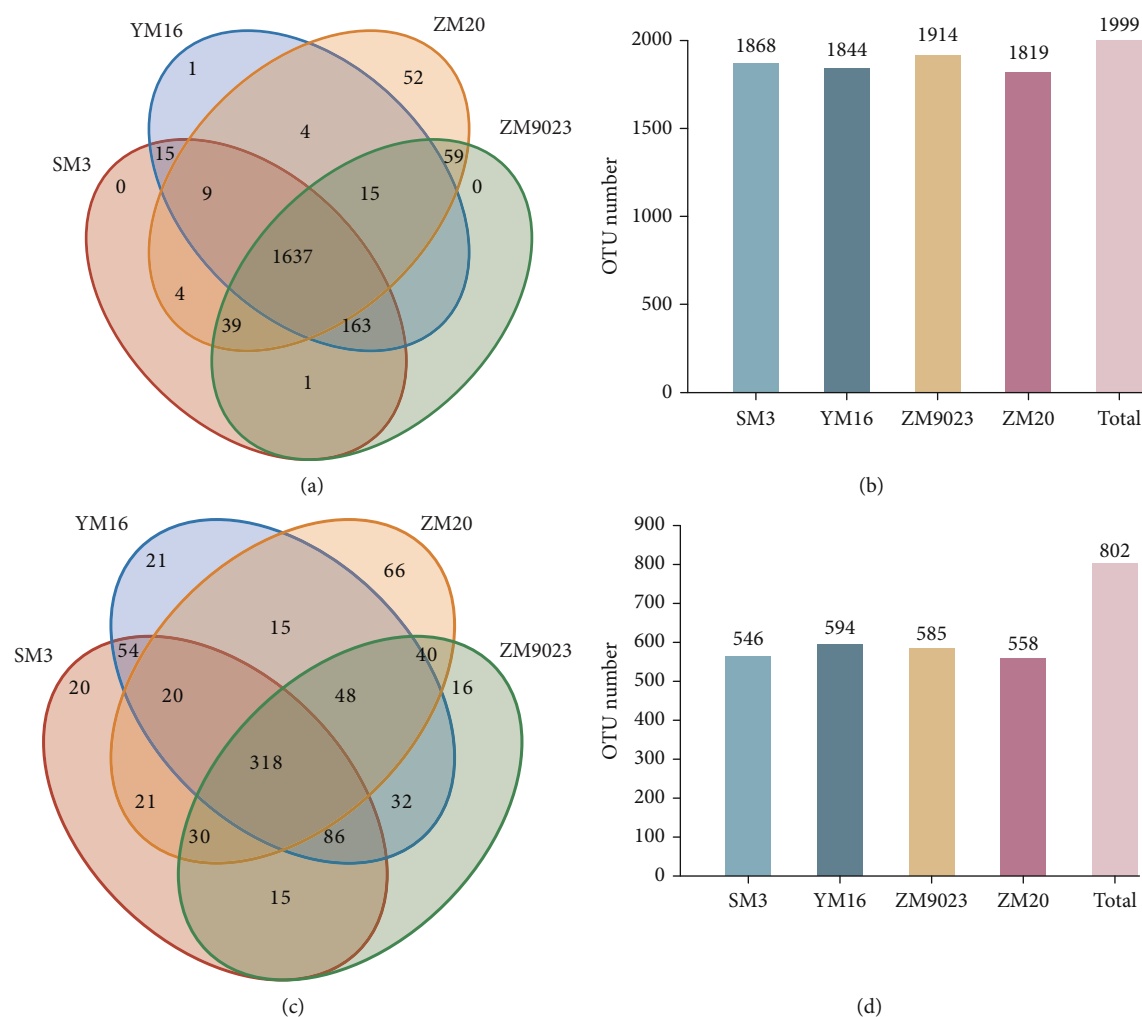 YM16
ZM20
SM3
ZM9023
1
52
4
15
59
0
9
15
0
1637
4
39
163
1
(a)
OTU number
2000
1500
1000
500
0
1868
1844
1914
1819
1999
SM3
YM16
ZM9023
ZM20
Total
(b)
YM16
ZM20
SM3
ZM9023
21
66
15
54
40
20
20
48
16
318
21
32
30
86
15
(c)
OTU number
900
800
700
600
500
400
300
200
100
0
546
594
585
558
802
SM3
YM16
ZM9023
ZM20
Total
(d)